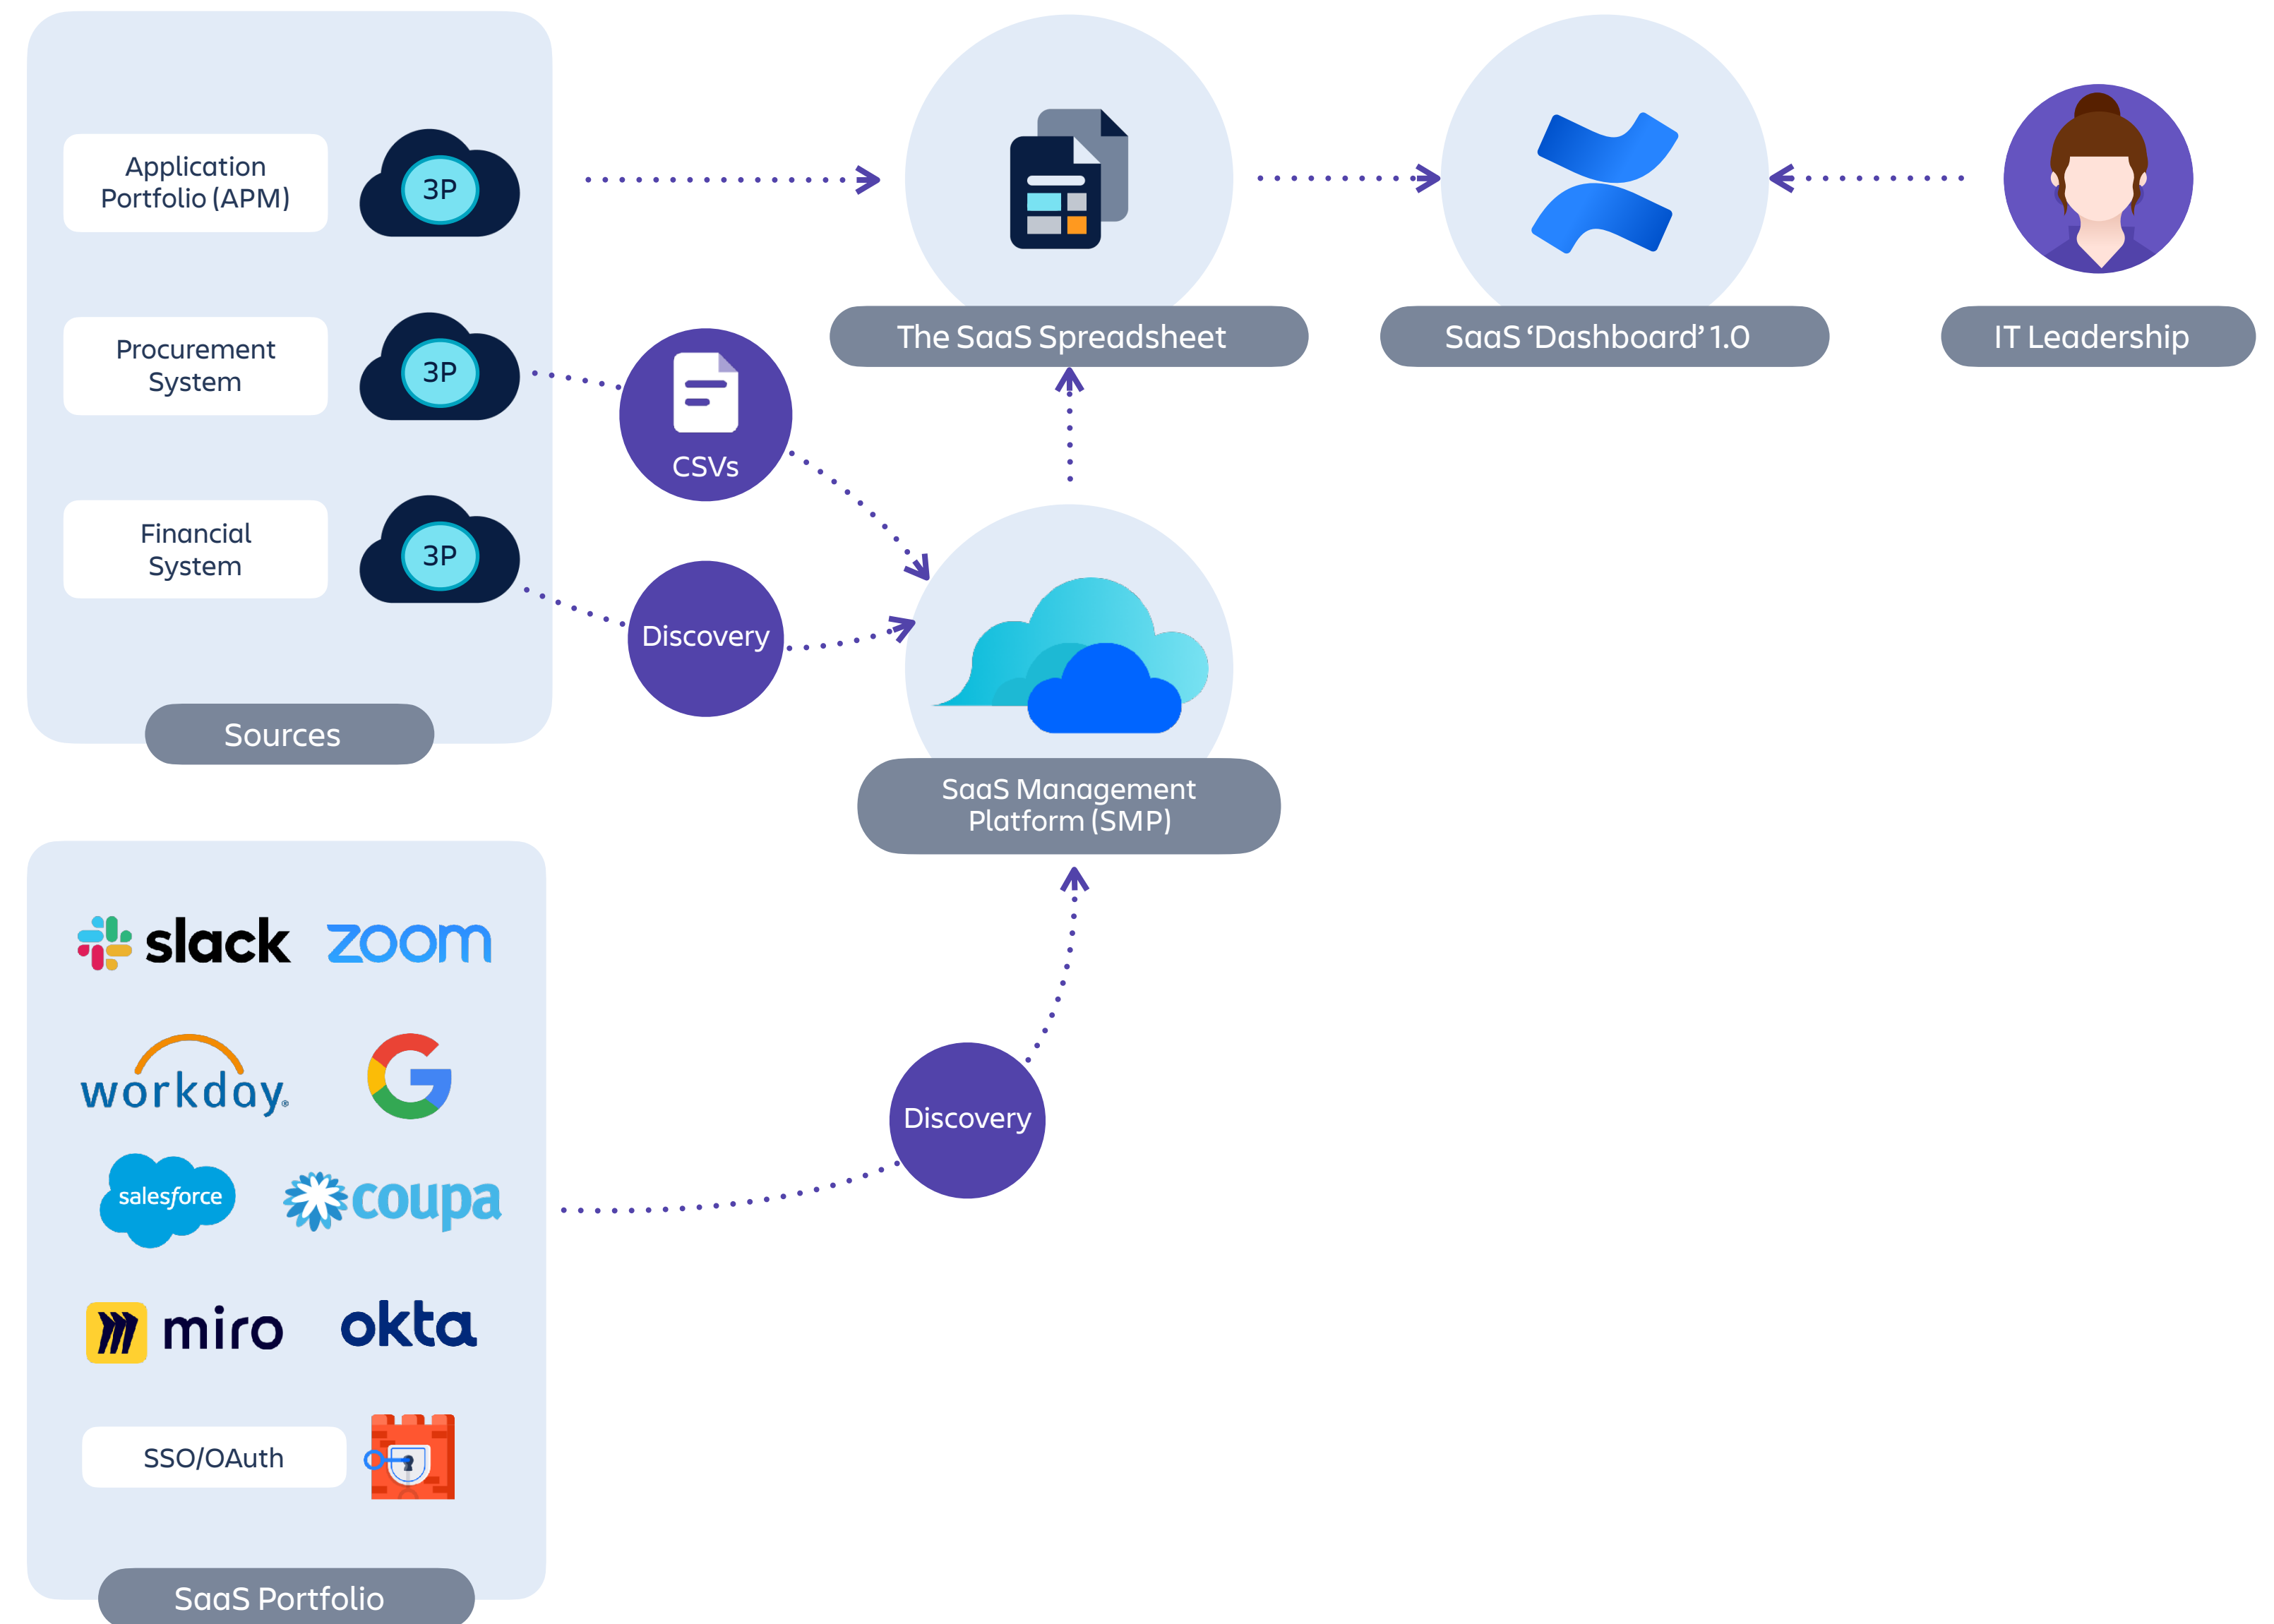 Application
Portfolio (APM)
3P
Procurement
System
3P
Financial
System
3P
Sources
CSVs
Discovery
The SaaS Spreadsheet
SaaS ‘Dashboard’ 1.0
IT Leadership
SaaS Management
Platform (SMP)
slack
zoom
workday®
G
salesforce
coupa
miro
okta
SSO/OAuth
SaaS Portfolio
Discovery